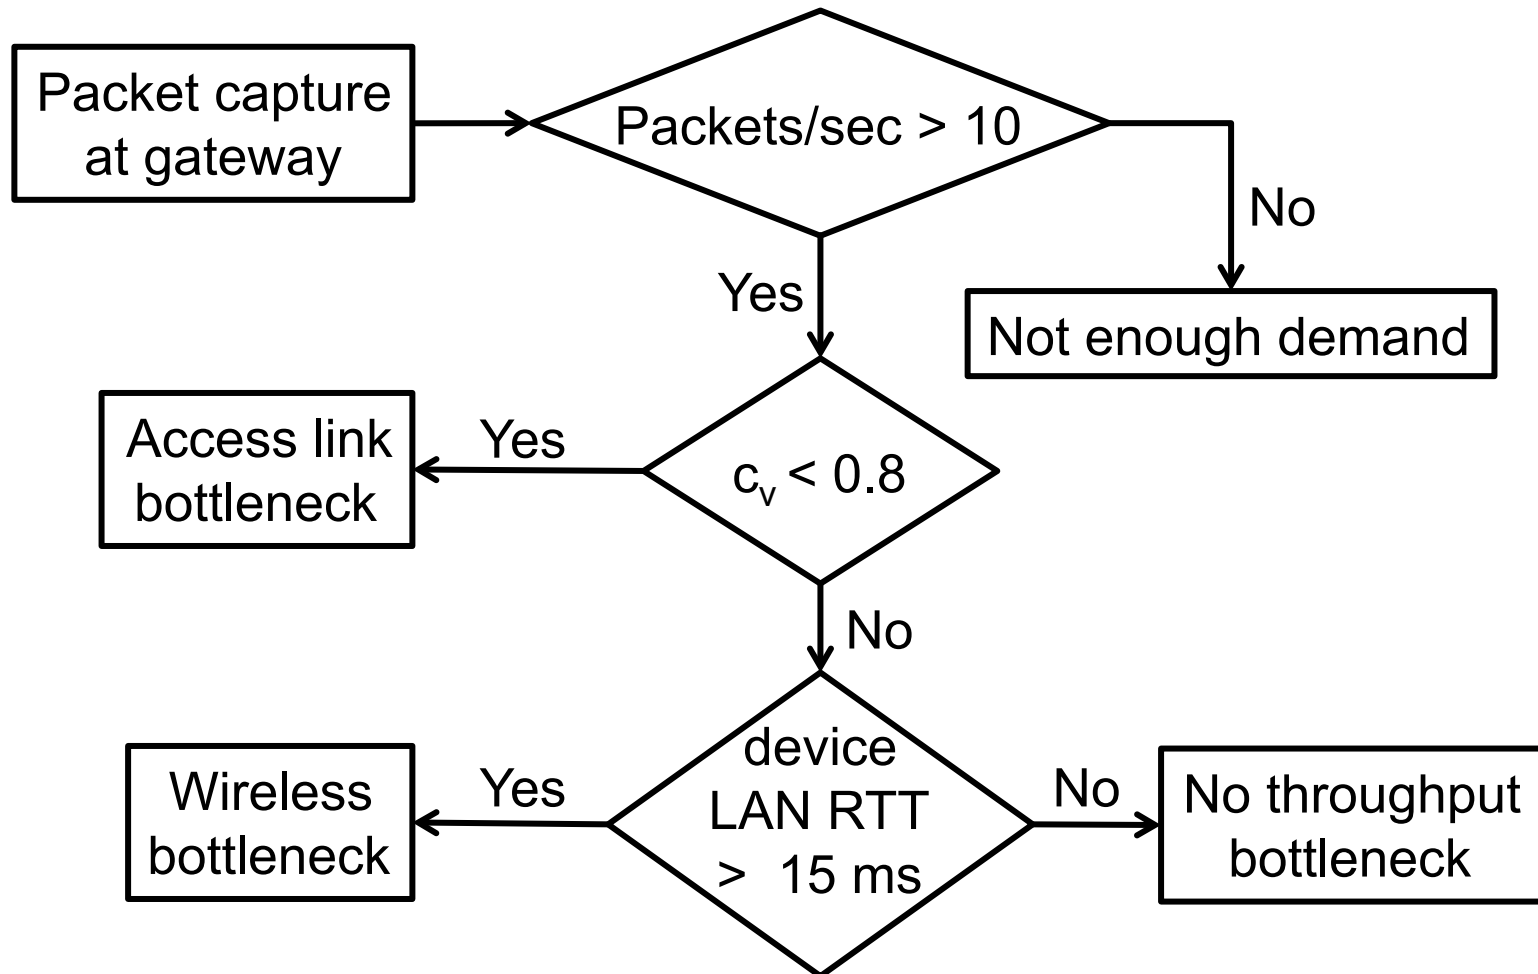 Packet capture
at gateway
Packets/sec > 10
No
Yes
Not enough demand
Access link
bottleneck
Yes
cᵥ < 0.8
No
device
LAN RTT
> 15 ms
Yes
Wireless
bottleneck
No
No throughput
bottleneck